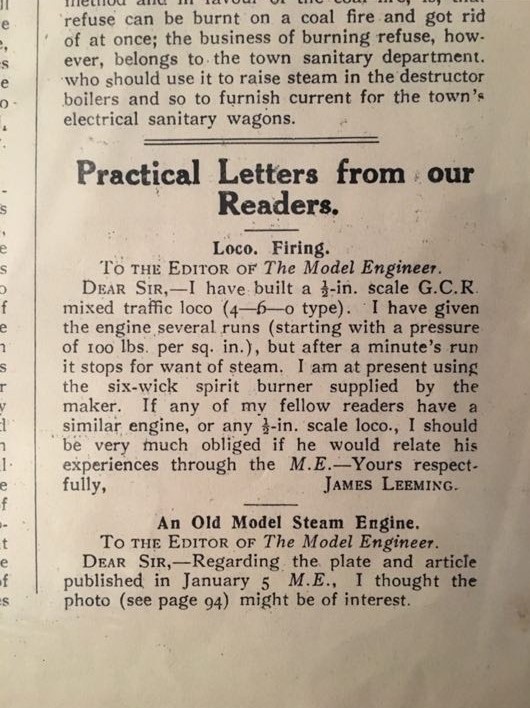 refuse can be burnt on a coal fire and got rid
of at once; the business of burning refuse, how-
ever, belongs to the town sanitary department.
who should use it to raise steam in the destructor
boilers and so to furnish current for the town's
electrical sanitary wagons.
Practical Letters from our
Readers.
Loco. Firing.
To the Editor of The Model Engineer.
Dear Sir,—I have built a ½-in. scale G.C.R.
mixed traffic loco (4—6—0 type). I have given
the engine several runs (starting with a pressure
of 100 lbs. per sq. in.), but after a minute's run
it stops for want of steam. I am at present using
the six-wick spirit burner supplied by the
maker. If any of my fellow readers have a
similar engine, or any ½-in. scale loco., I should
be very much obliged if he would relate his
experiences through the M.E.—Yours respect-
fully, James Leeming.
An Old Model Steam Engine.
To the Editor of The Model Engineer.
Dear Sir,—Regarding the plate and article
published in January 5 M.E., I thought the
photo (see page 94) might be of interest.